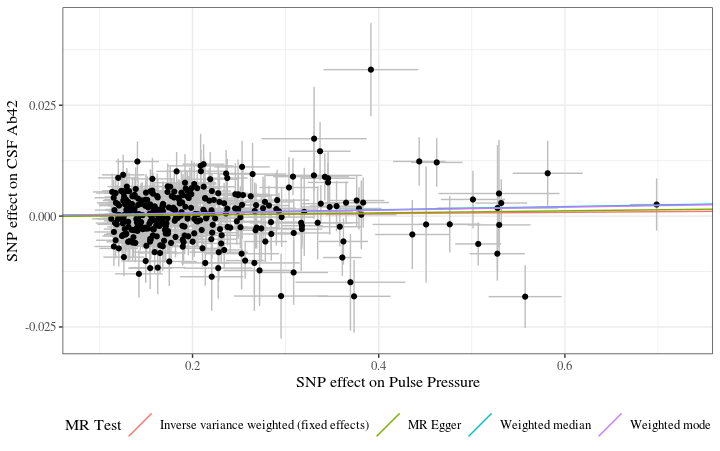 SNP effect on CSF Ab42
0.025
0.000
-0.025
0.2 0.4 0.6
SNP effect on Pulse Pressure
MR Test Inverse variance weighted (fixed effects) MR Egger Weighted median Weighted mode